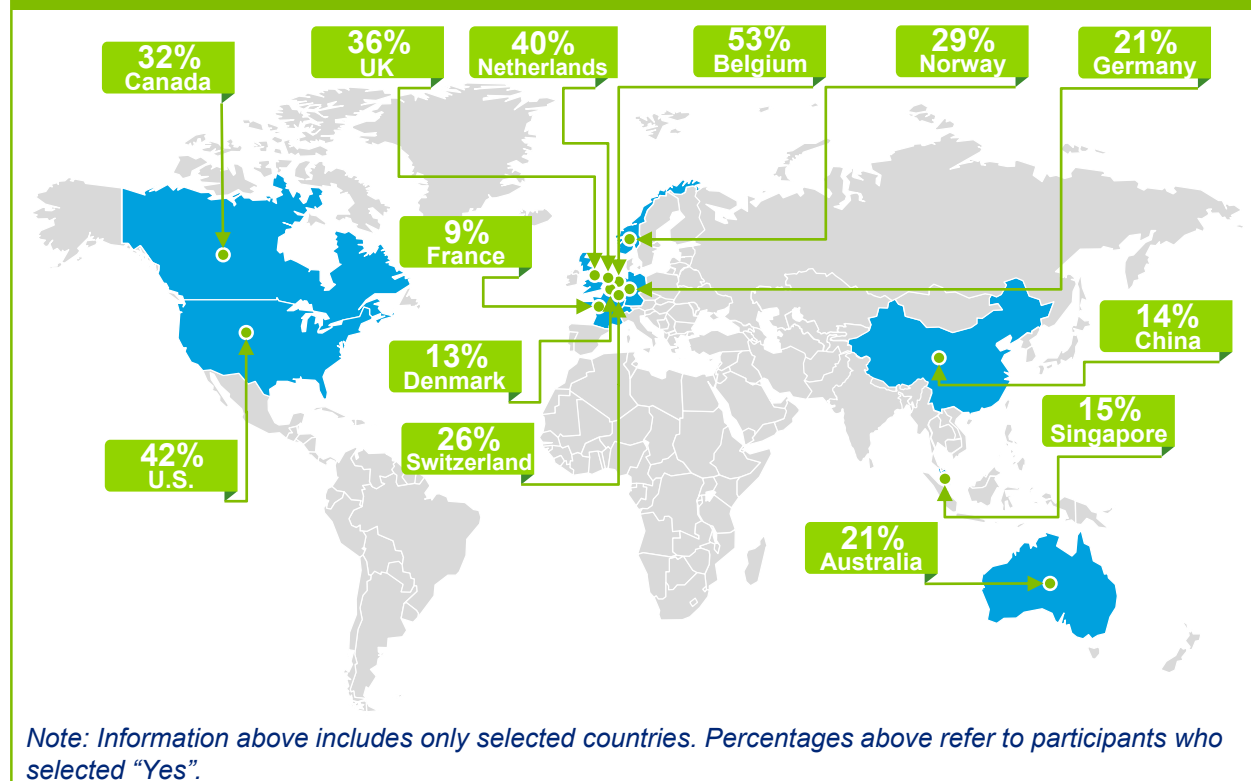 32%
Canada
36%
UK
40%
Netherlands
53%
Belgium
29%
Norway
21%
Germany
9%
France
14%
China
13%
Denmark
15%
Singapore
26%
Switzerland
42%
U.S.
21%
Australia
Note: Information above includes only selected countries. Percentages above refer to participants who
selected “Yes”.